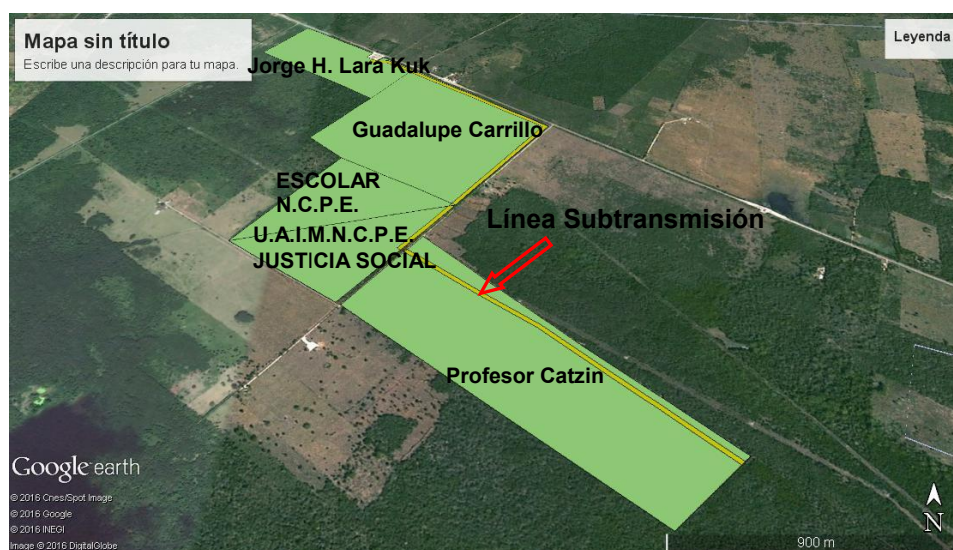 Mapa sin título
Escribe una descripción para tu mapa.
Leyenda
Jorge H. Lara Kuk
Guadalupe Carrillo
ESCOLAR
N.C.P.E.
U.A.I.M.N.C.P.E.
JUSTICIA SOCIAL
Línea Subtransmisión
Profesor Catzin
Google earth
© 2016 Cnes/Spot Image
© 2016 Google
© 2016 INEGI
Image © 2016 DigitalGlobe
N
900 m